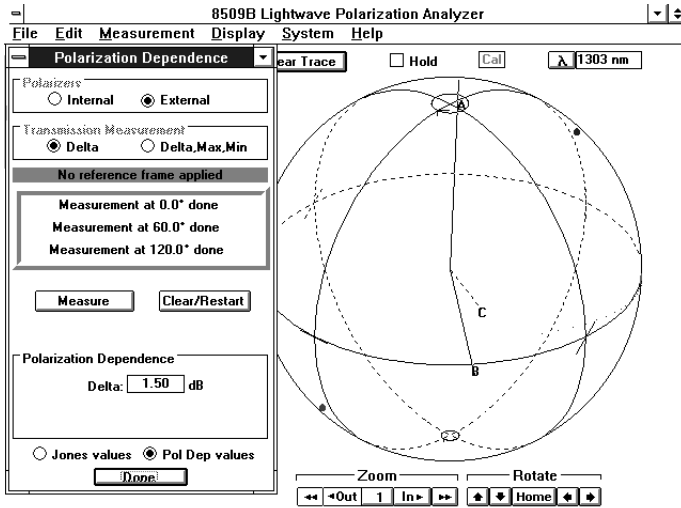 8509B Lightwave Polarization Analyzer
File Edit Measurement Display System Help
Polarization Dependence
ear Trace
Hold
Cal
λ 1303 nm
Polarizers
Internal External
Transmission Measurement
Delta Delta,Max,Min
No reference frame applied
Measurement at 0.0° done
Measurement at 60.0° done
Measurement at 120.0° done
Measure Clear/Restart
Polarization Dependence
Delta: 1.50 dB
Jones values Pol Dep values
Done
A
C
B
Zoom
Out 1 In
Rotate
Home